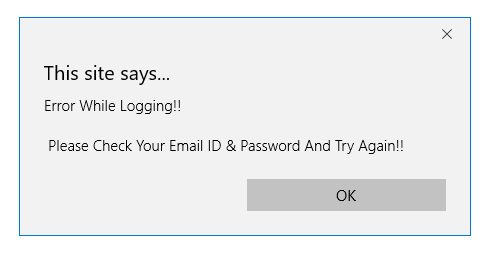 This site says...
Error While Logging!!
Please Check Your Email ID & Password And Try Again!!
OK